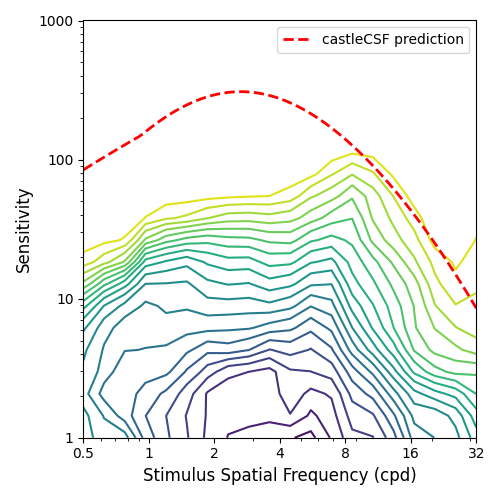 1000
castleCSF prediction
100
Sensitivity
10
1
0.5 1 2 4 8 16 32
Stimulus Spatial Frequency (cpd)